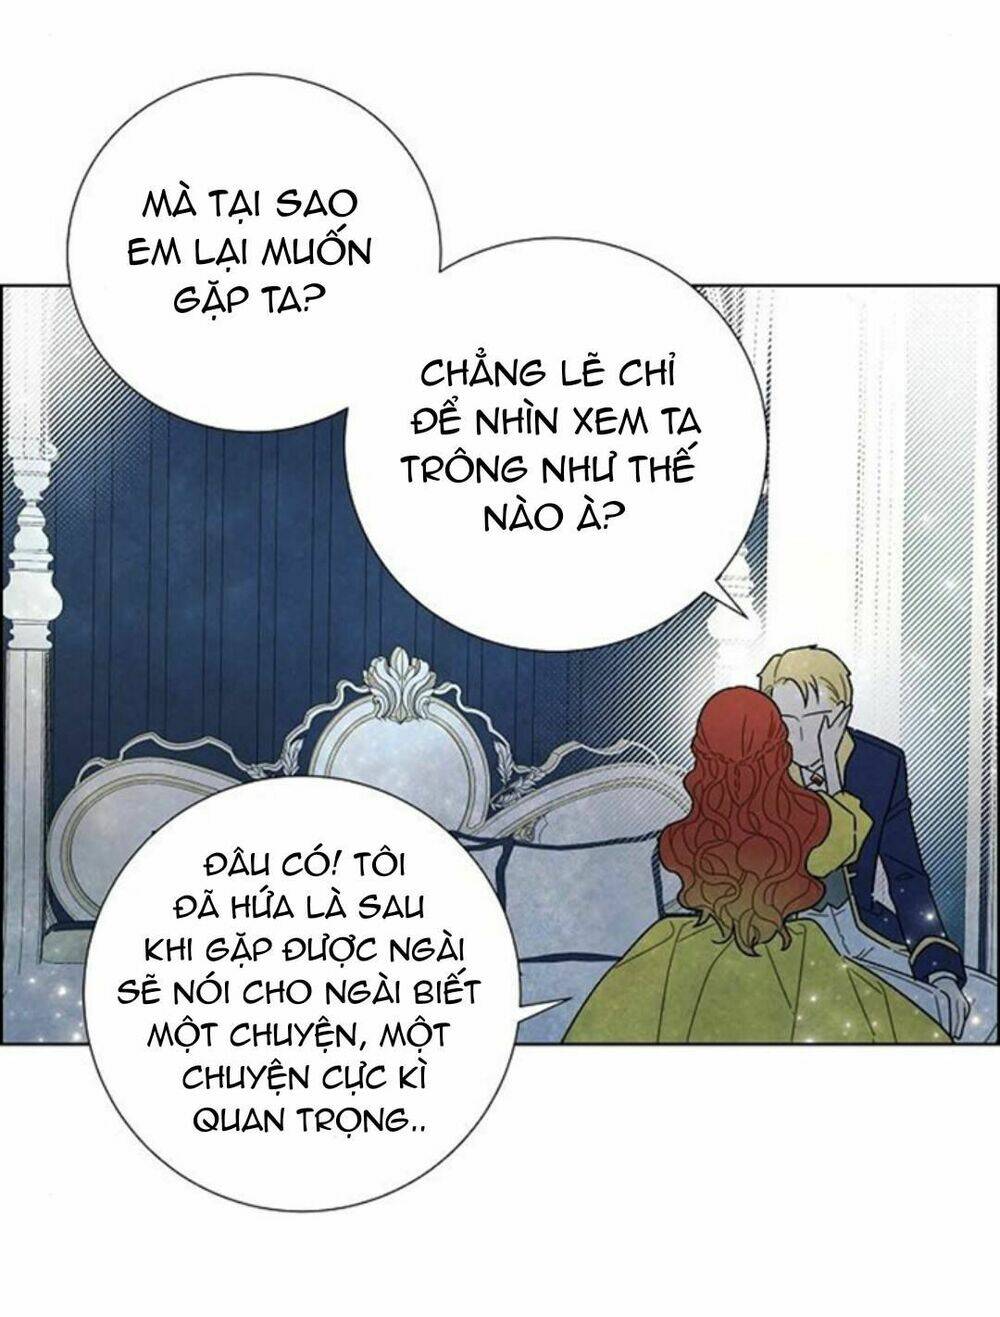 MÀ TẠI SAO
EM LẠI MUỐN
GẶP TA?
CHẲNG LẼ CHỈ
ĐỂ NHÌN XEM TA
TRÔNG NHƯ THẾ
NÀO À?
ĐÂU CÓ! TÔI
ĐÃ HỨA LÀ SAU
KHI GẶP ĐƯỢC NGÀI
SẼ NÓI CHO NGÀI BIẾT
MỘT CHUYỆN, MỘT
CHUYỆN CỰC KÌ
QUAN TRỌNG..